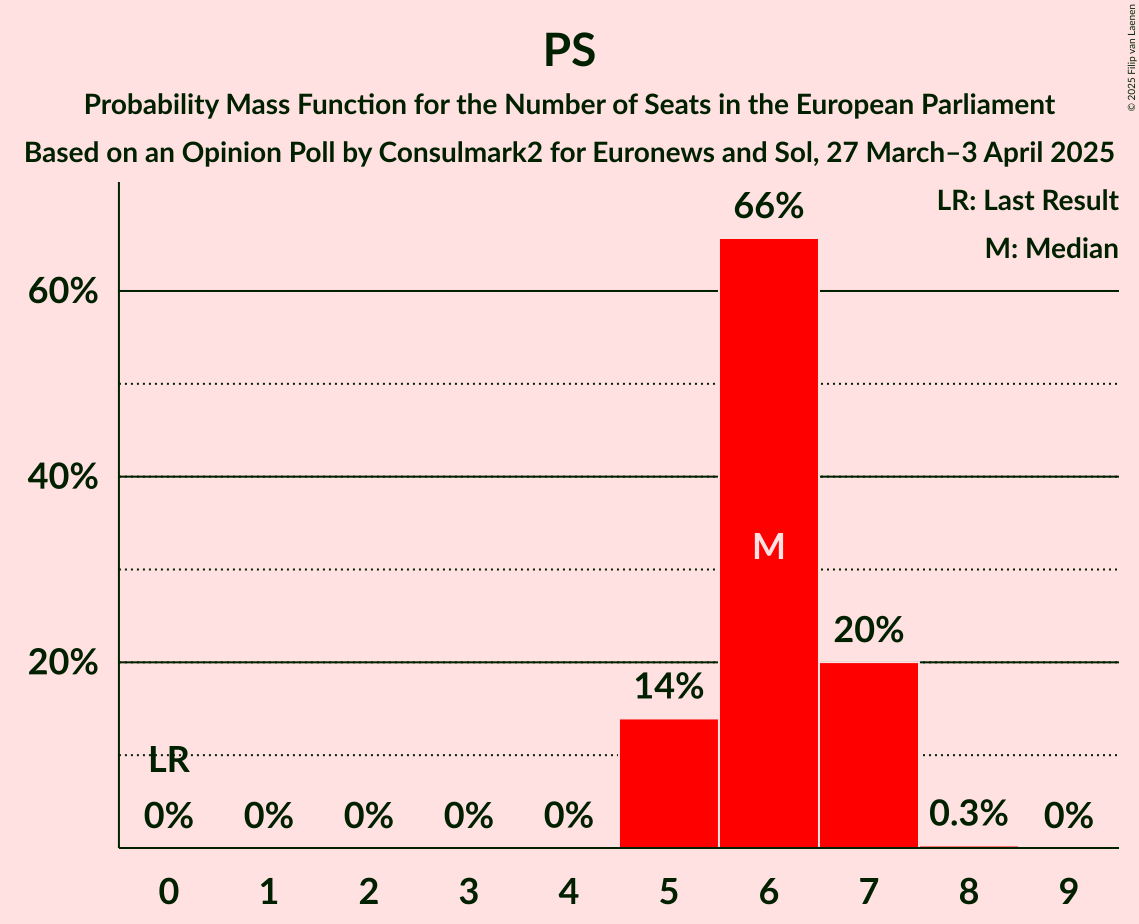 PS
Probability Mass Function for the Number of Seats in the European Parliament
Based on an Opinion Poll by Consulmark2 for Euronews and Sol, 27 March–3 April 2025
© 2025 Filip van Laenen
LR: Last Result
M: Median
66%
60%
40%
M
20%
20%
14%
LR
0% 0% 0% 0% 0% 0.3% 0%
0 1 2 3 4 5 6 7 8 9